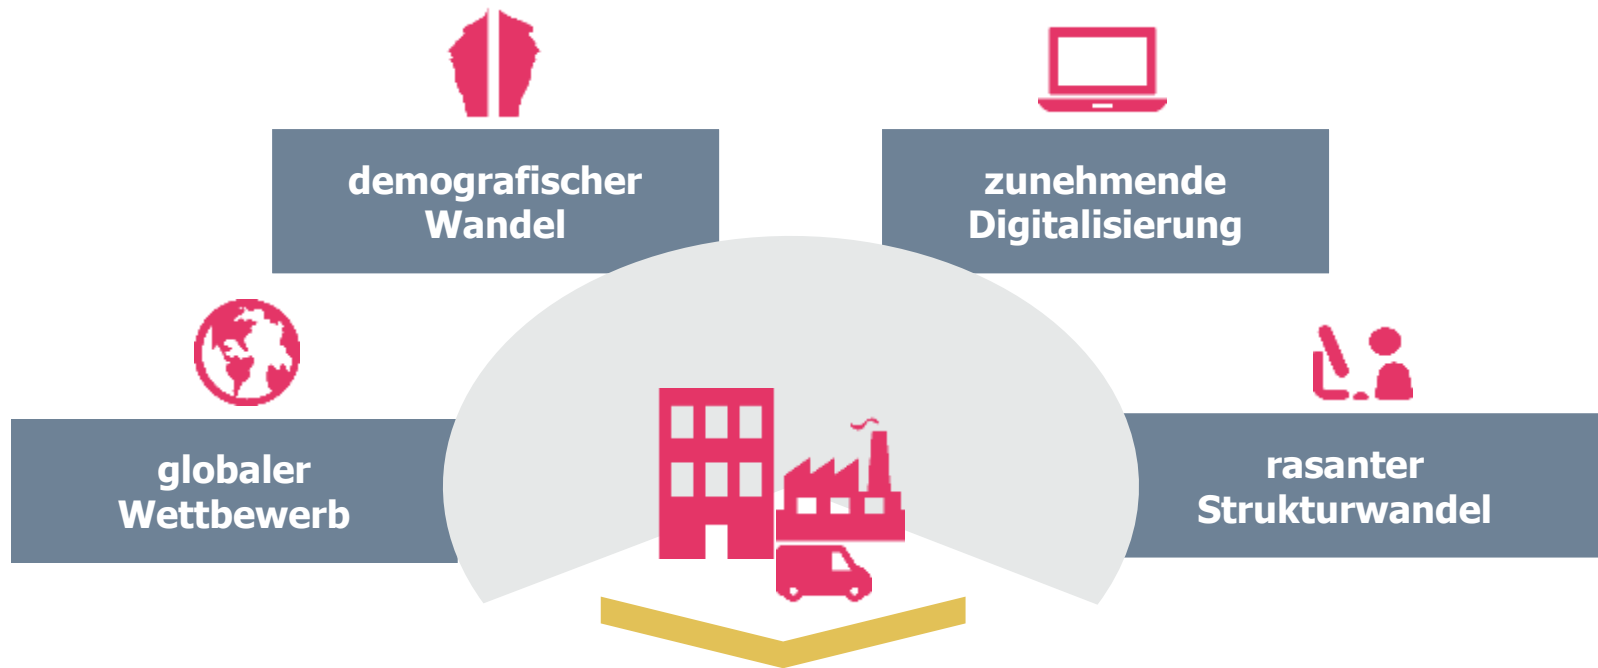 demografischer
Wandel
zunehmende
Digitalisierung
globaler
Wettbewerb
rasanter
Strukturwandel